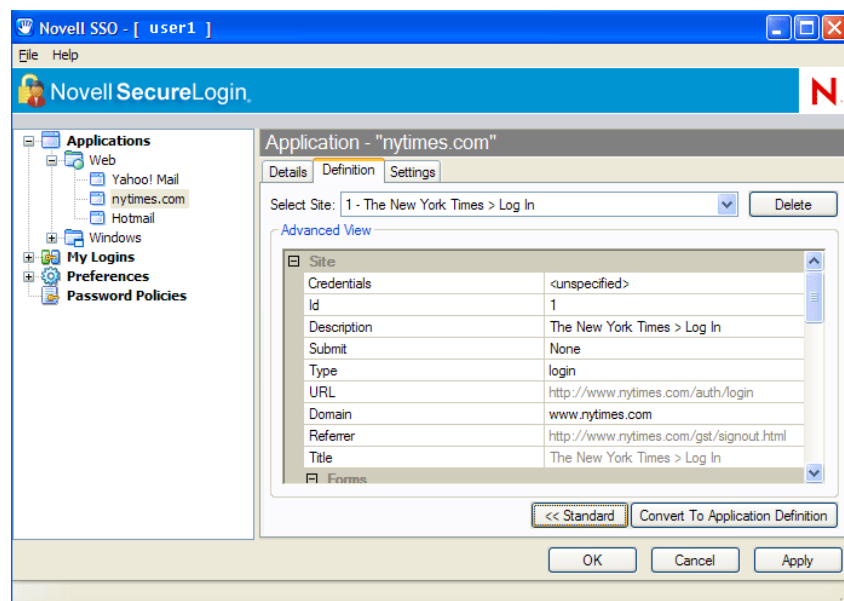 Novell SSO - [ user1 ]
File Help
Novell SecureLogin®
N.
Applications
Web
Yahoo! Mail
nytimes.com
Hotmail
Windows
My Logins
Preferences
Password Policies
Application - "nytimes.com"
Details Definition Settings
Select Site: 1 - The New York Times > Log In Delete
Advanced View
Site
Credentials <unspecified>
Id 1
Description The New York Times > Log In
Submit None
Type login
URL http://www.nytimes.com/auth/login
Domain www.nytimes.com
Referrer http://www.nytimes.com/gst/signout.html
Title The New York Times > Log In
Forms
<< Standard Convert To Application Definition
OK Cancel Apply